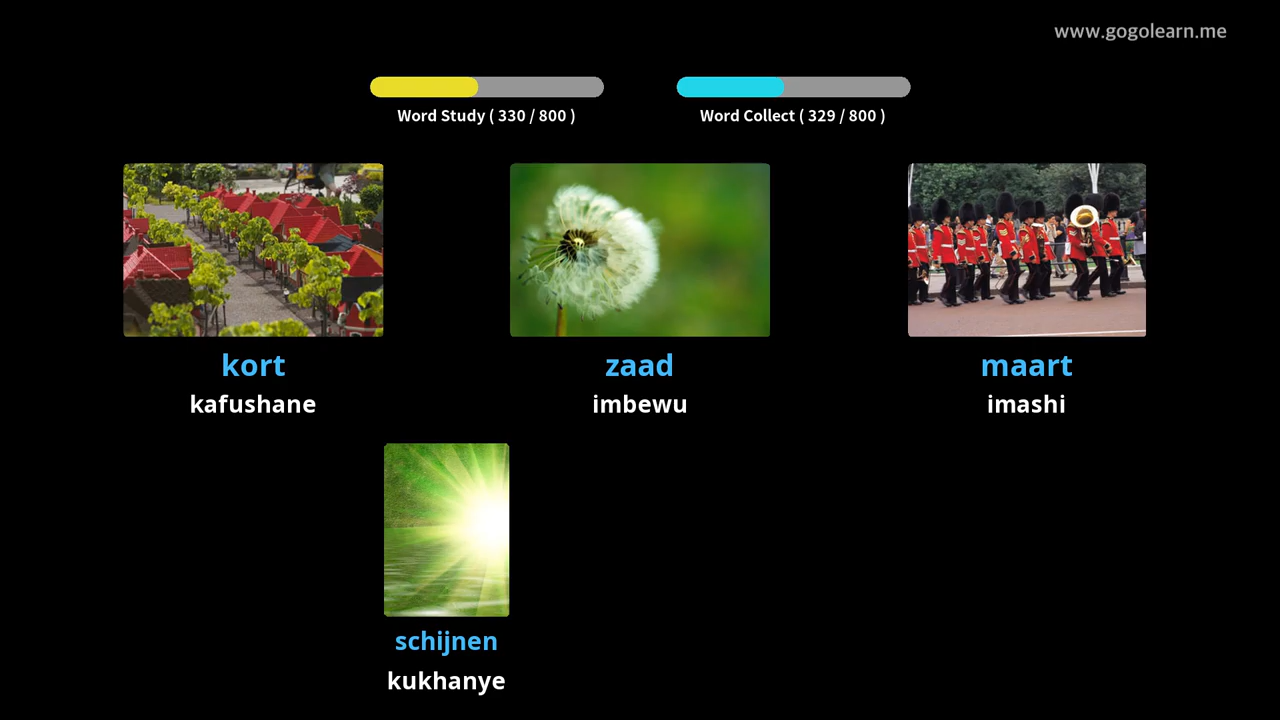 www.gogolearn.me
Word Study ( 330 / 800 )
Word Collect ( 329 / 800 )
kort
kafushane
zaad
imbewu
maart
imashi
schijnen
kukhanye